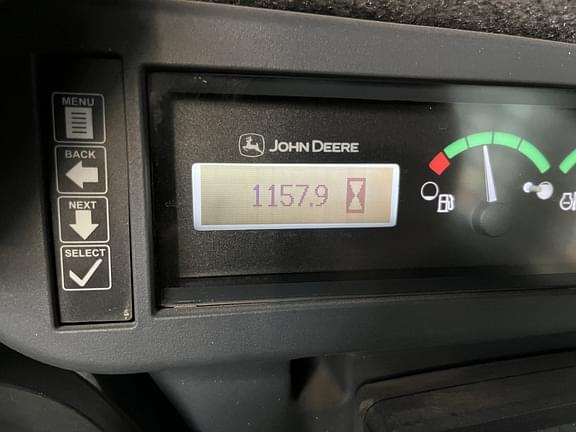 MENU
BACK
NEXT
SELECT
JOHN DEERE
1157.9